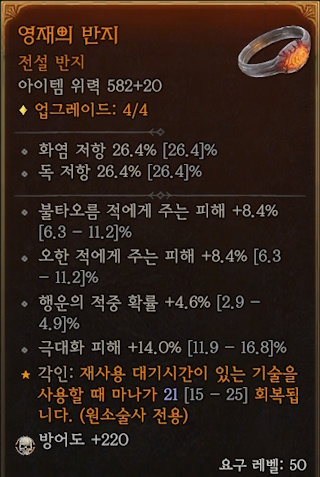 영재의 반지
전설 반지
아이템 위력 582+20
업그레이드: 4/4
화염 저항 26.4% [26.4]%
독 저항 26.4% [26.4]%
불타오름 적에게 주는 피해 +8.4%
[6.3 – 11.2]%
오한 적에게 주는 피해 +8.4% [6.3
– 11.2]%
행운의 적중 확률 +4.6% [2.9 –
4.9]%
극대화 피해 +14.0% [11.9 – 16.8]%
각인: 재사용 대기시간이 있는 기술을
사용할 때 마나가 21 [15 – 25] 회복됩
니다. (원소술사 전용)
방어도 +220
요구 레벨: 50